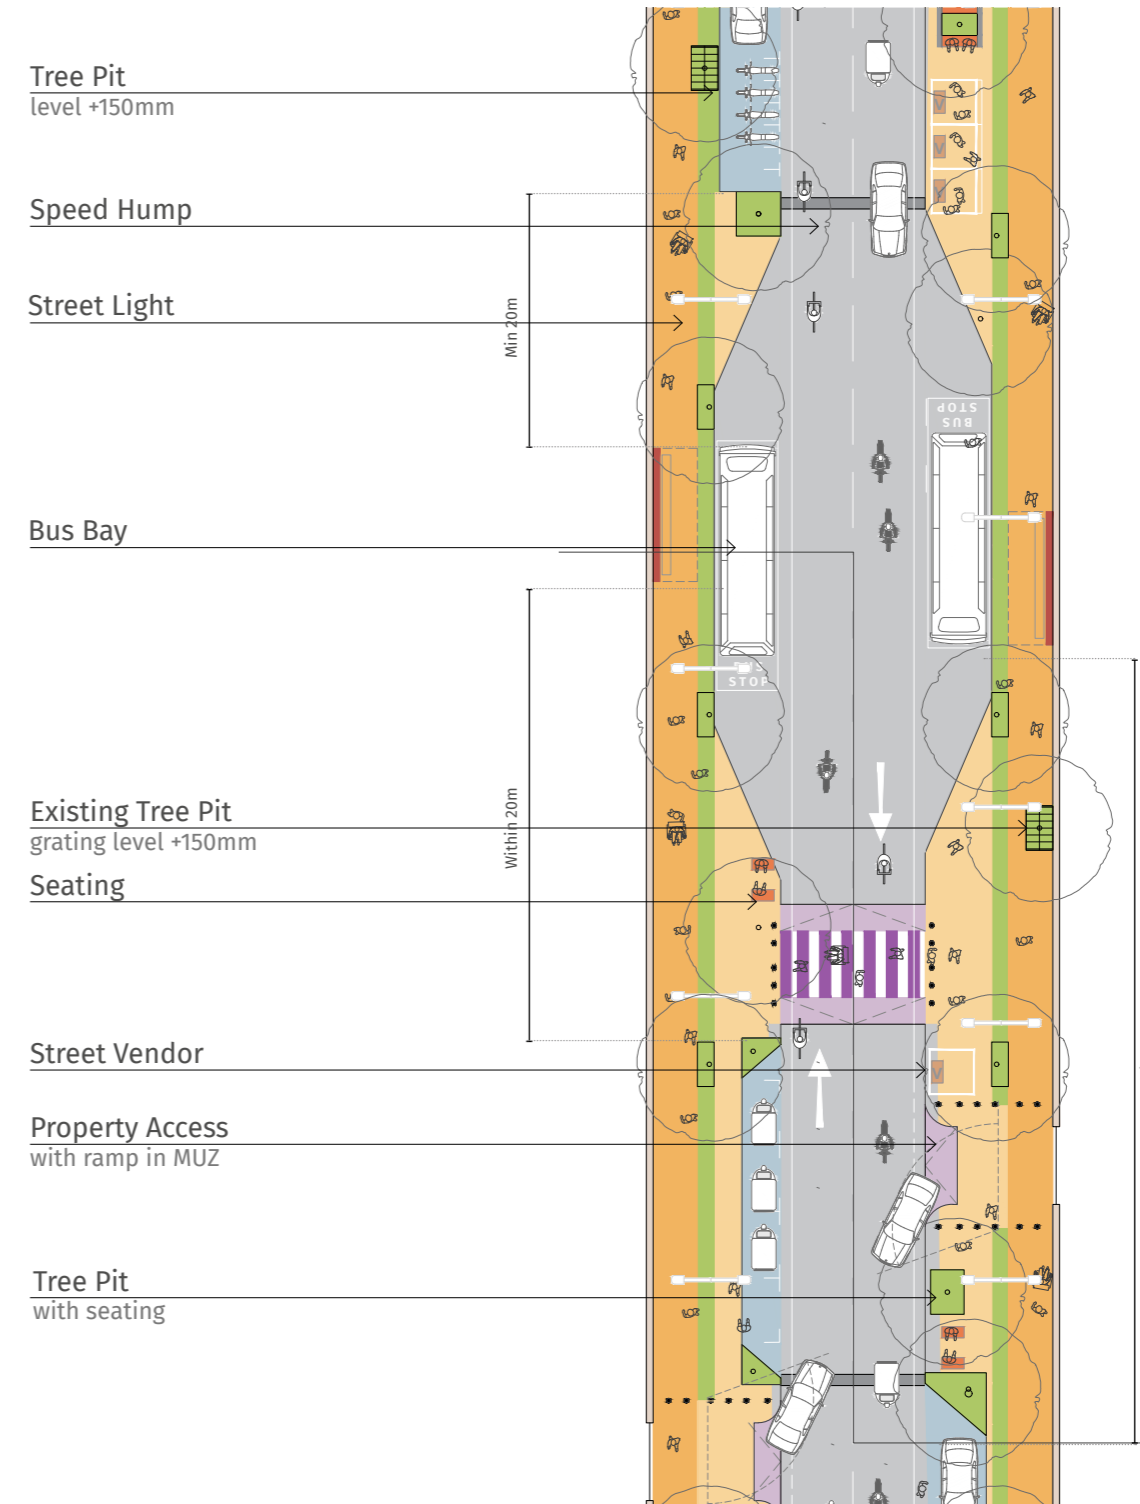 Tree Pit
level +150mm
Speed Hump
Street Light
Min 20m
BUS
STOP
Bus Bay
STOP
Within 20m
Existing Tree Pit
grating level +150mm
Seating
Street Vendor
Property Access
with ramp in MUZ
Tree Pit
with seating